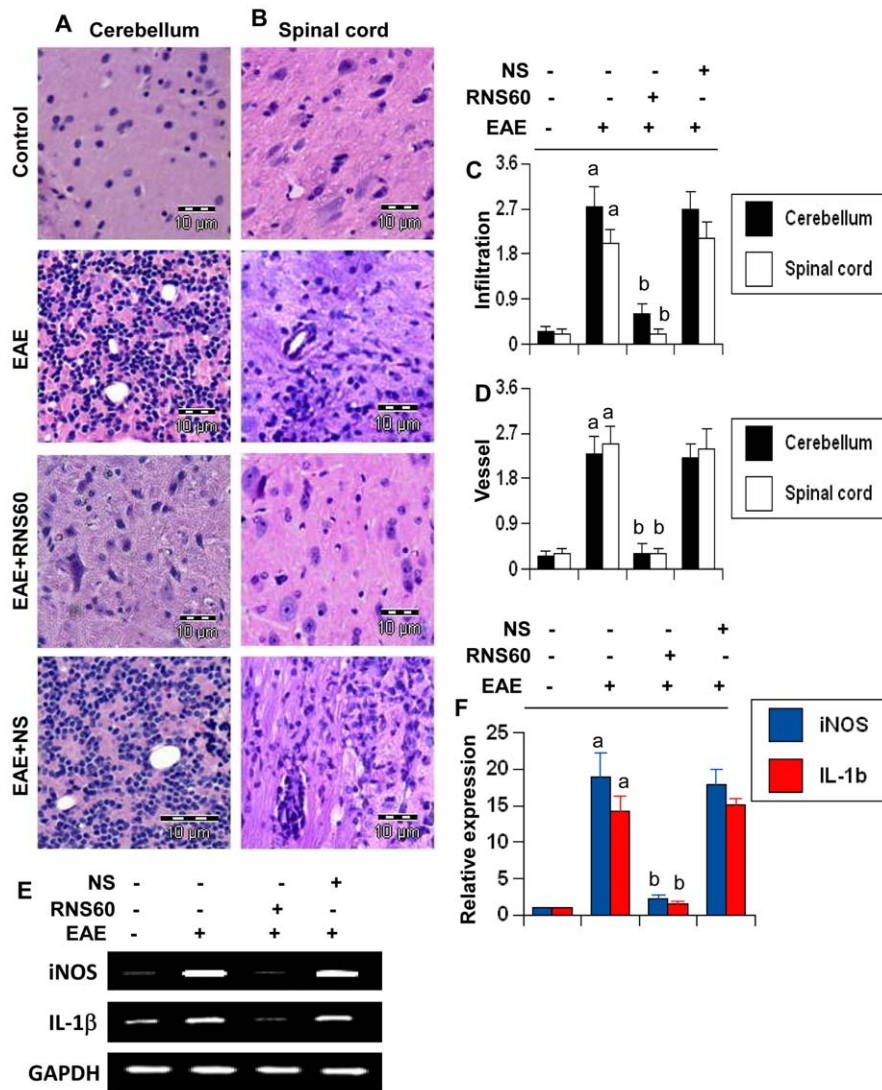 A Cerebellum
B Spinal cord
Control
10 µm
10 µm
EAE
10 µm
10 µm
EAE+RNS60
10 µm
10 µm
EAE+NS
10 µm
10 µm
NS - - - +
RNS60 - - + -
EAE - + + +
C
Infiltration
3.6
2.7
1.8
0.9
0
a
a
b
b
Cerebellum
Spinal cord
D
Vessel
3.6
2.7
1.8
0.9
0
a a
b b
Cerebellum
Spinal cord
NS - - - +
RNS60 - - + -
EAE - + + +
F
Relative expression
25
20
15
10
5
0
a
a
b b
iNOS
IL-1b
E
NS - - - +
RNS60 - - + -
EAE - + + +
iNOS
IL-1β
GAPDH